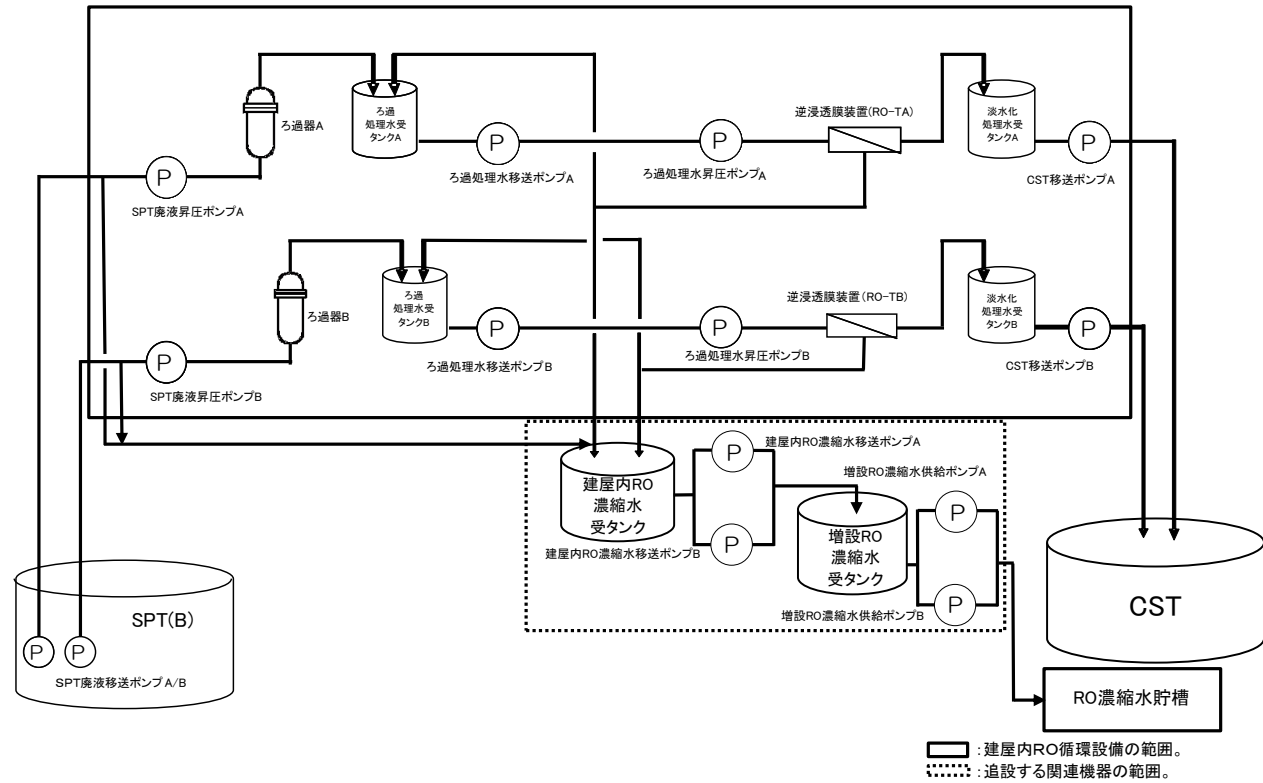 ろ過器A
ろ過
処理水受
タンクA
P
SPT廃液昇圧ポンプA
P
ろ過処理水移送ポンプA
P
ろ過処理水昇圧ポンプA
逆浸透膜装置(RO-TA)
淡水化
処理水受
タンクA
P
CST移送ポンプA
ろ過器B
ろ過
処理水受
タンクB
P
SPT廃液昇圧ポンプB
P
ろ過処理水移送ポンプB
P
ろ過処理水昇圧ポンプB
逆浸透膜装置(RO-TB)
淡水化
処理水受
タンクB
P
CST移送ポンプB
建屋内RO
濃縮水
受タンク
P
建屋内RO濃縮水移送ポンプA
P
建屋内RO濃縮水移送ポンプB
増設RO濃縮水供給ポンプA
増設RO
濃縮水
受タンク
P
P
増設RO濃縮水供給ポンプB
SPT(B)
P
P
SPT廃液移送ポンプA/B
CST
RO濃縮水貯槽
:建屋内RO循環設備の範囲。
:追設する関連機器の範囲。